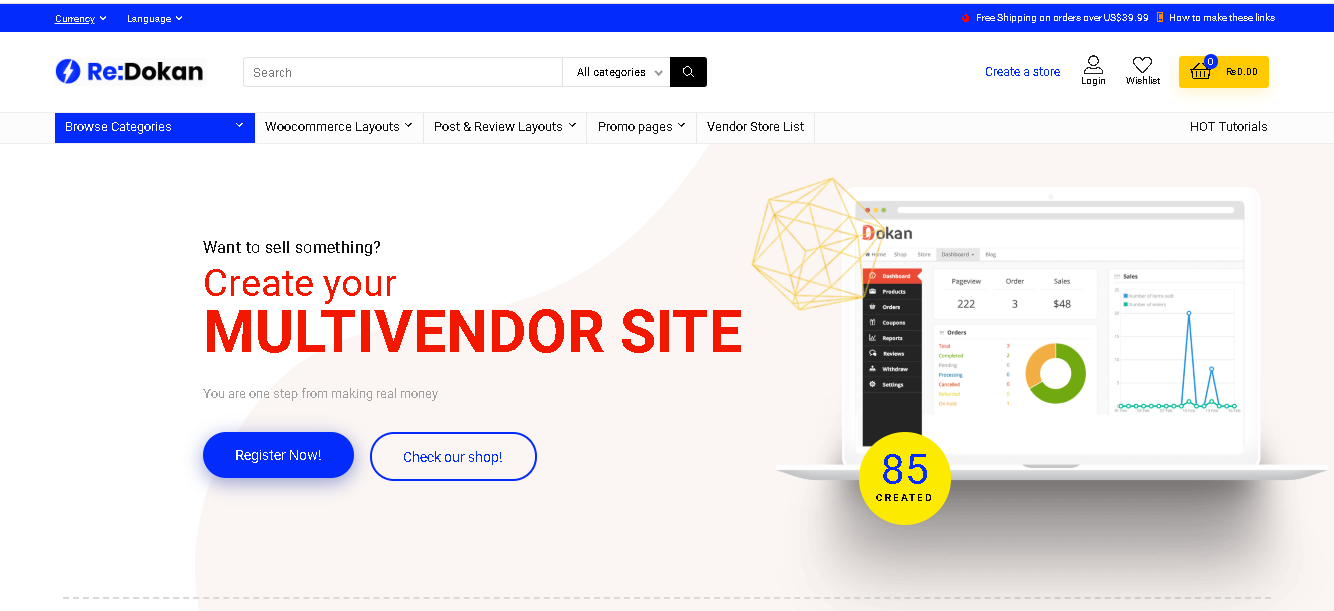 Currency Language Free Shipping on orders over US$39.99 How to make these links
Re:Dokan Search All categories Create a store Login Wishlist 0 ₨0.00
Browse Categories Woocommerce Layouts Post & Review Layouts Promo pages Vendor Store List HOT Tutorials
Want to sell something?
Create your
MULTIVENDOR SITE
You are one step from making real money
Register Now! Check our shop!
Dokan
Home Shop Store Dashboard Blog
Dashboard
Products
Orders
Coupons
Reports
Reviews
Withdraw
Settings
Pageview Order Sales
222 3 $48
Orders
Total 3
Completed 2
Pending 0
Processing 0
Cancelled 0
Refunded 0
On hold 1
Sales
Number of items sold
Number of orders
85
CREATED